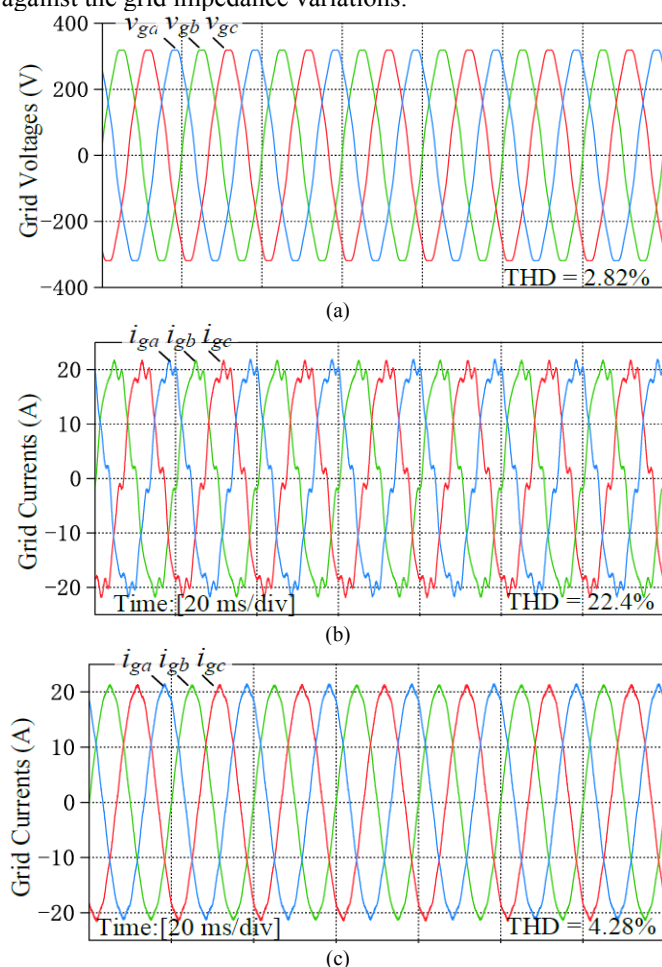 against the grid impedance variations.
v_ga v_gb v_gc
Grid Voltages (V)
400
200
0
−200
−400
THD = 2.82%
(a)
i_ga i_gb i_gc
Grid Currents (A)
20
10
0
−10
−20
Time:[20 ms/div]
THD = 22.4%
(b)
i_ga i_gb i_gc
Grid Currents (A)
20
10
0
−10
−20
Time:[20 ms/div]
THD = 4.28%
(c)